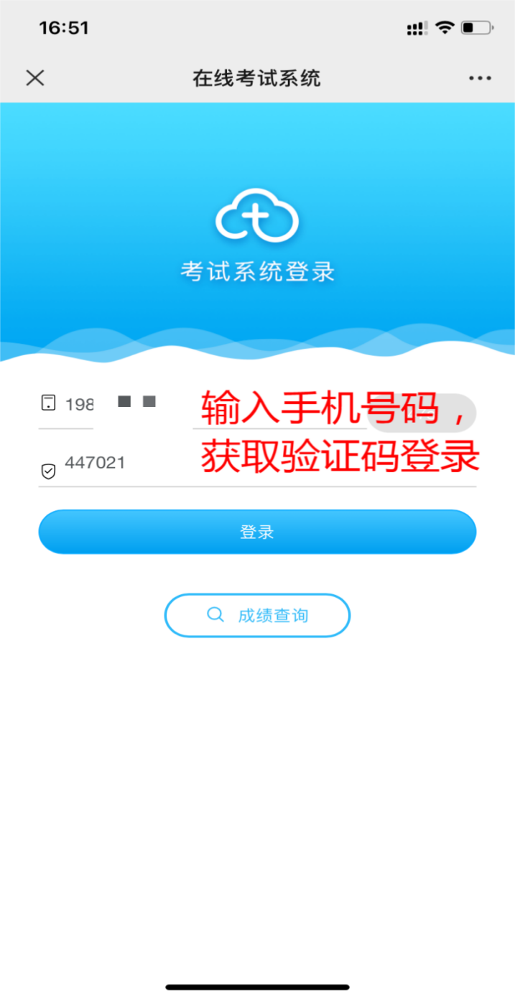 16:51
在线考试系统
考试系统登录
198
输入手机号码，
获取验证码登录
447021
登录
成绩查询